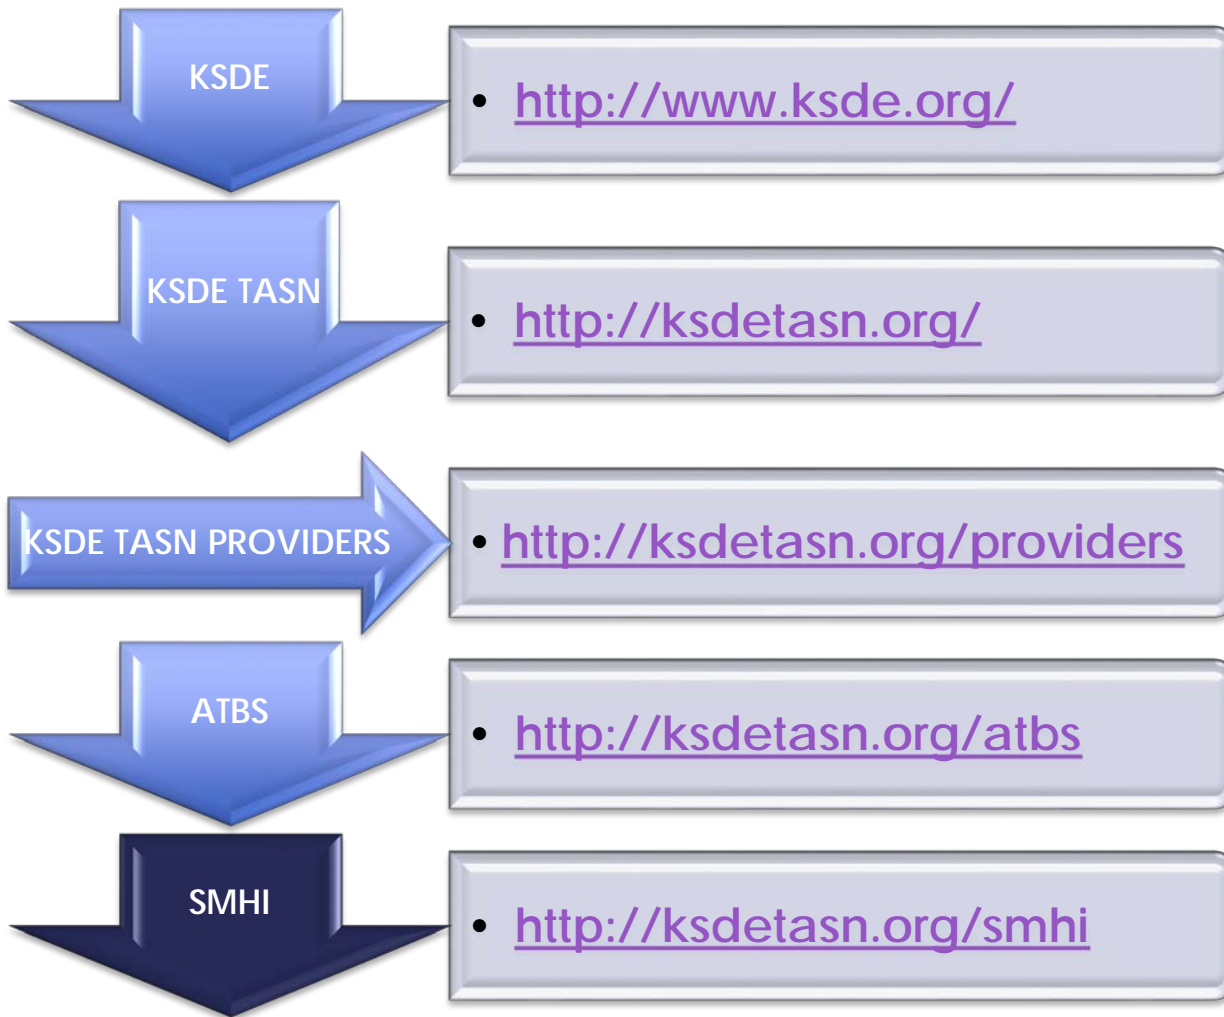 KSDE
• http://www.ksde.org/
KSDE TASN
• http://ksdetasn.org/
KSDE TASN PROVIDERS
• http://ksdetasn.org/providers
ATBS
• http://ksdetasn.org/atbs
SMHI
• http://ksdetasn.org/smhi